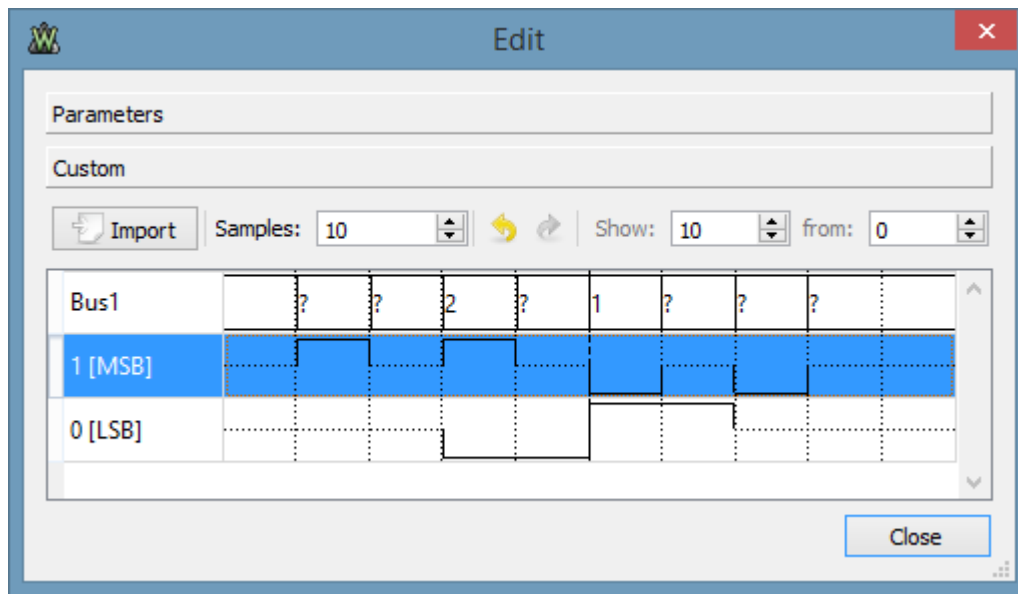 Edit
Parameters
Custom
Import Samples: 10 Show: 10 from: 0
Bus1 ? ? 2 ? 1 ? ? ?
1 [MSB]
0 [LSB]
Close